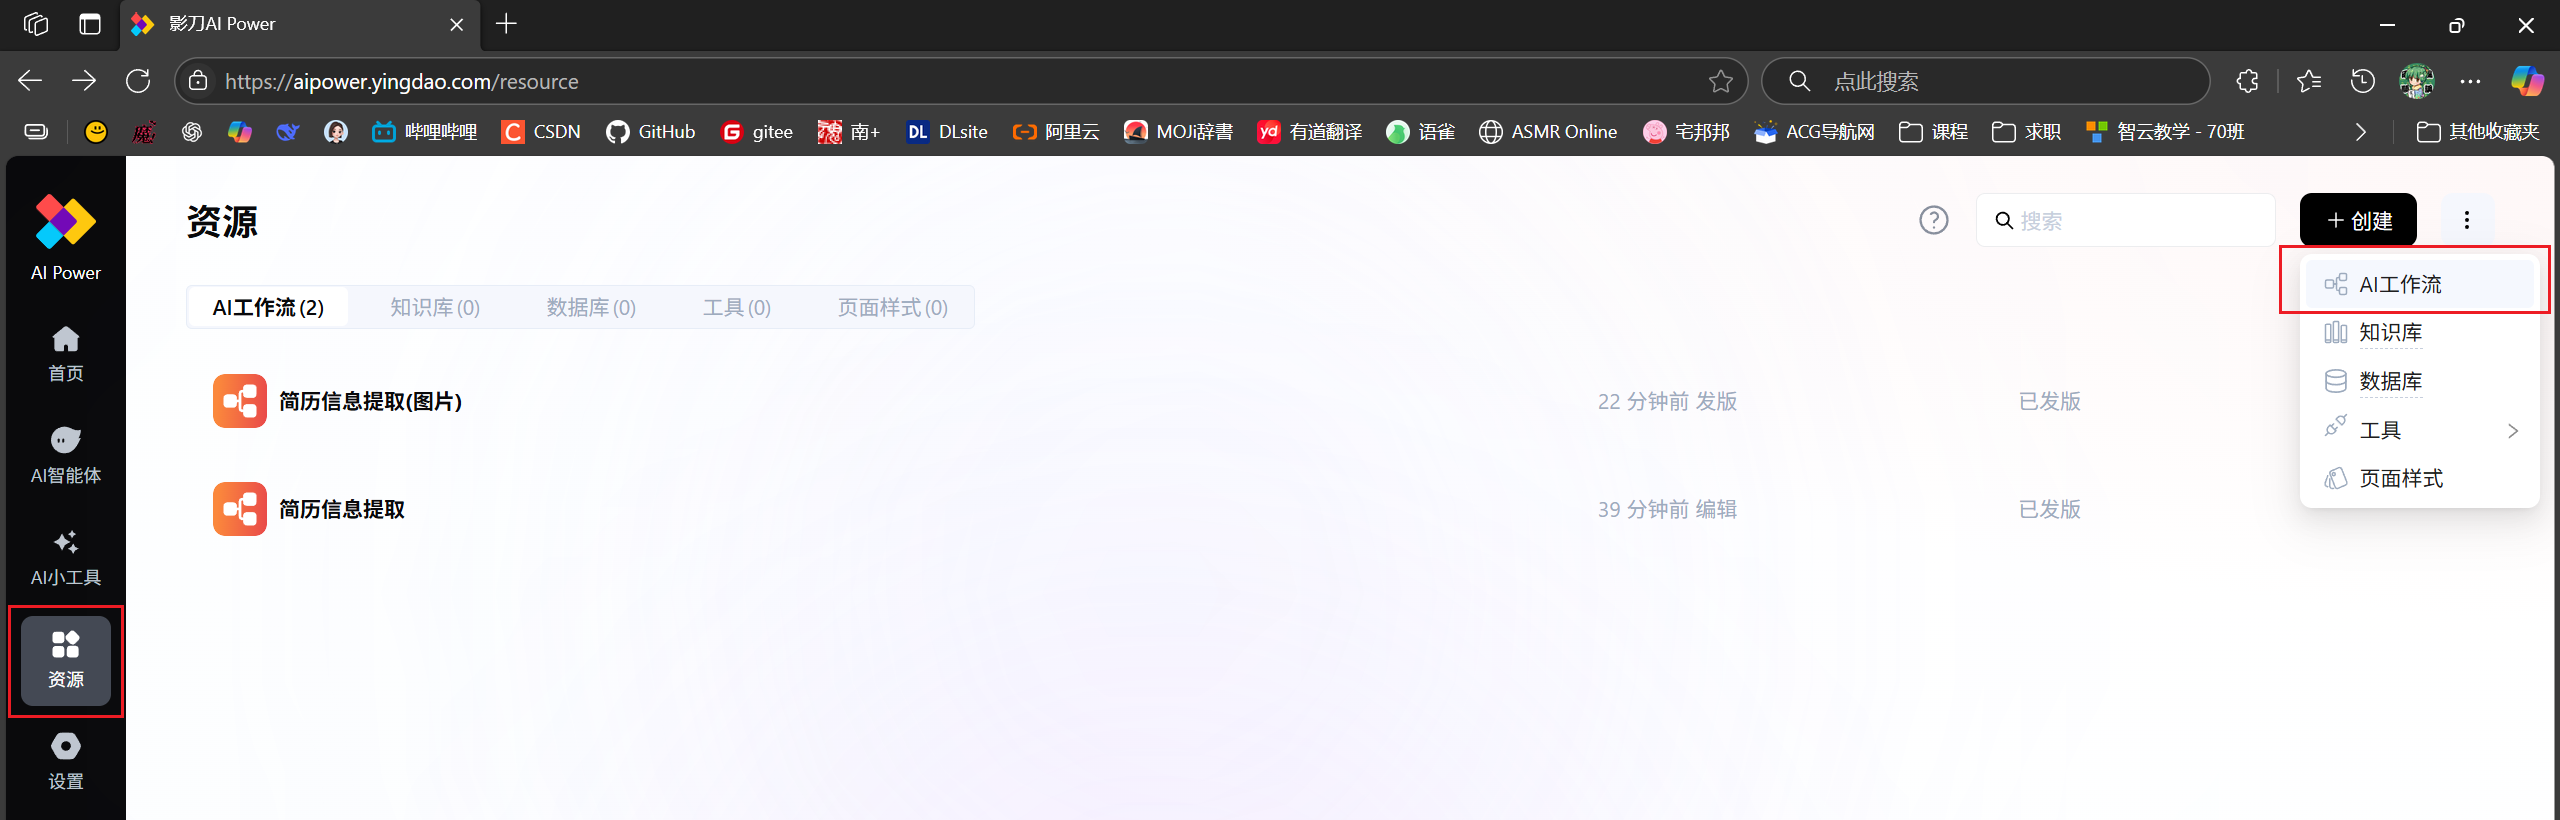 影刀AI Power
https://aipower.yingdao.com/resource
点此搜索
魔
哔哩哔哩
C
CSDN
GitHub
G
gitee
南+
DL
DLsite
阿里云
MOJi辞書
yd
有道翻译
语雀
ASMR Online
宅邦邦
ACG导航网
课程
求职
智云教学 - 70班
其他收藏夹
AI Power
首页
AI智能体
AI小工具
资源
设置
资源
搜索
创建
AI工作流(2)
知识库(0)
数据库(0)
工具(0)
页面样式(0)
简历信息提取(图片)
22 分钟前 发版
已发版
简历信息提取
39 分钟前 编辑
已发版
AI工作流
知识库
数据库
工具
页面样式